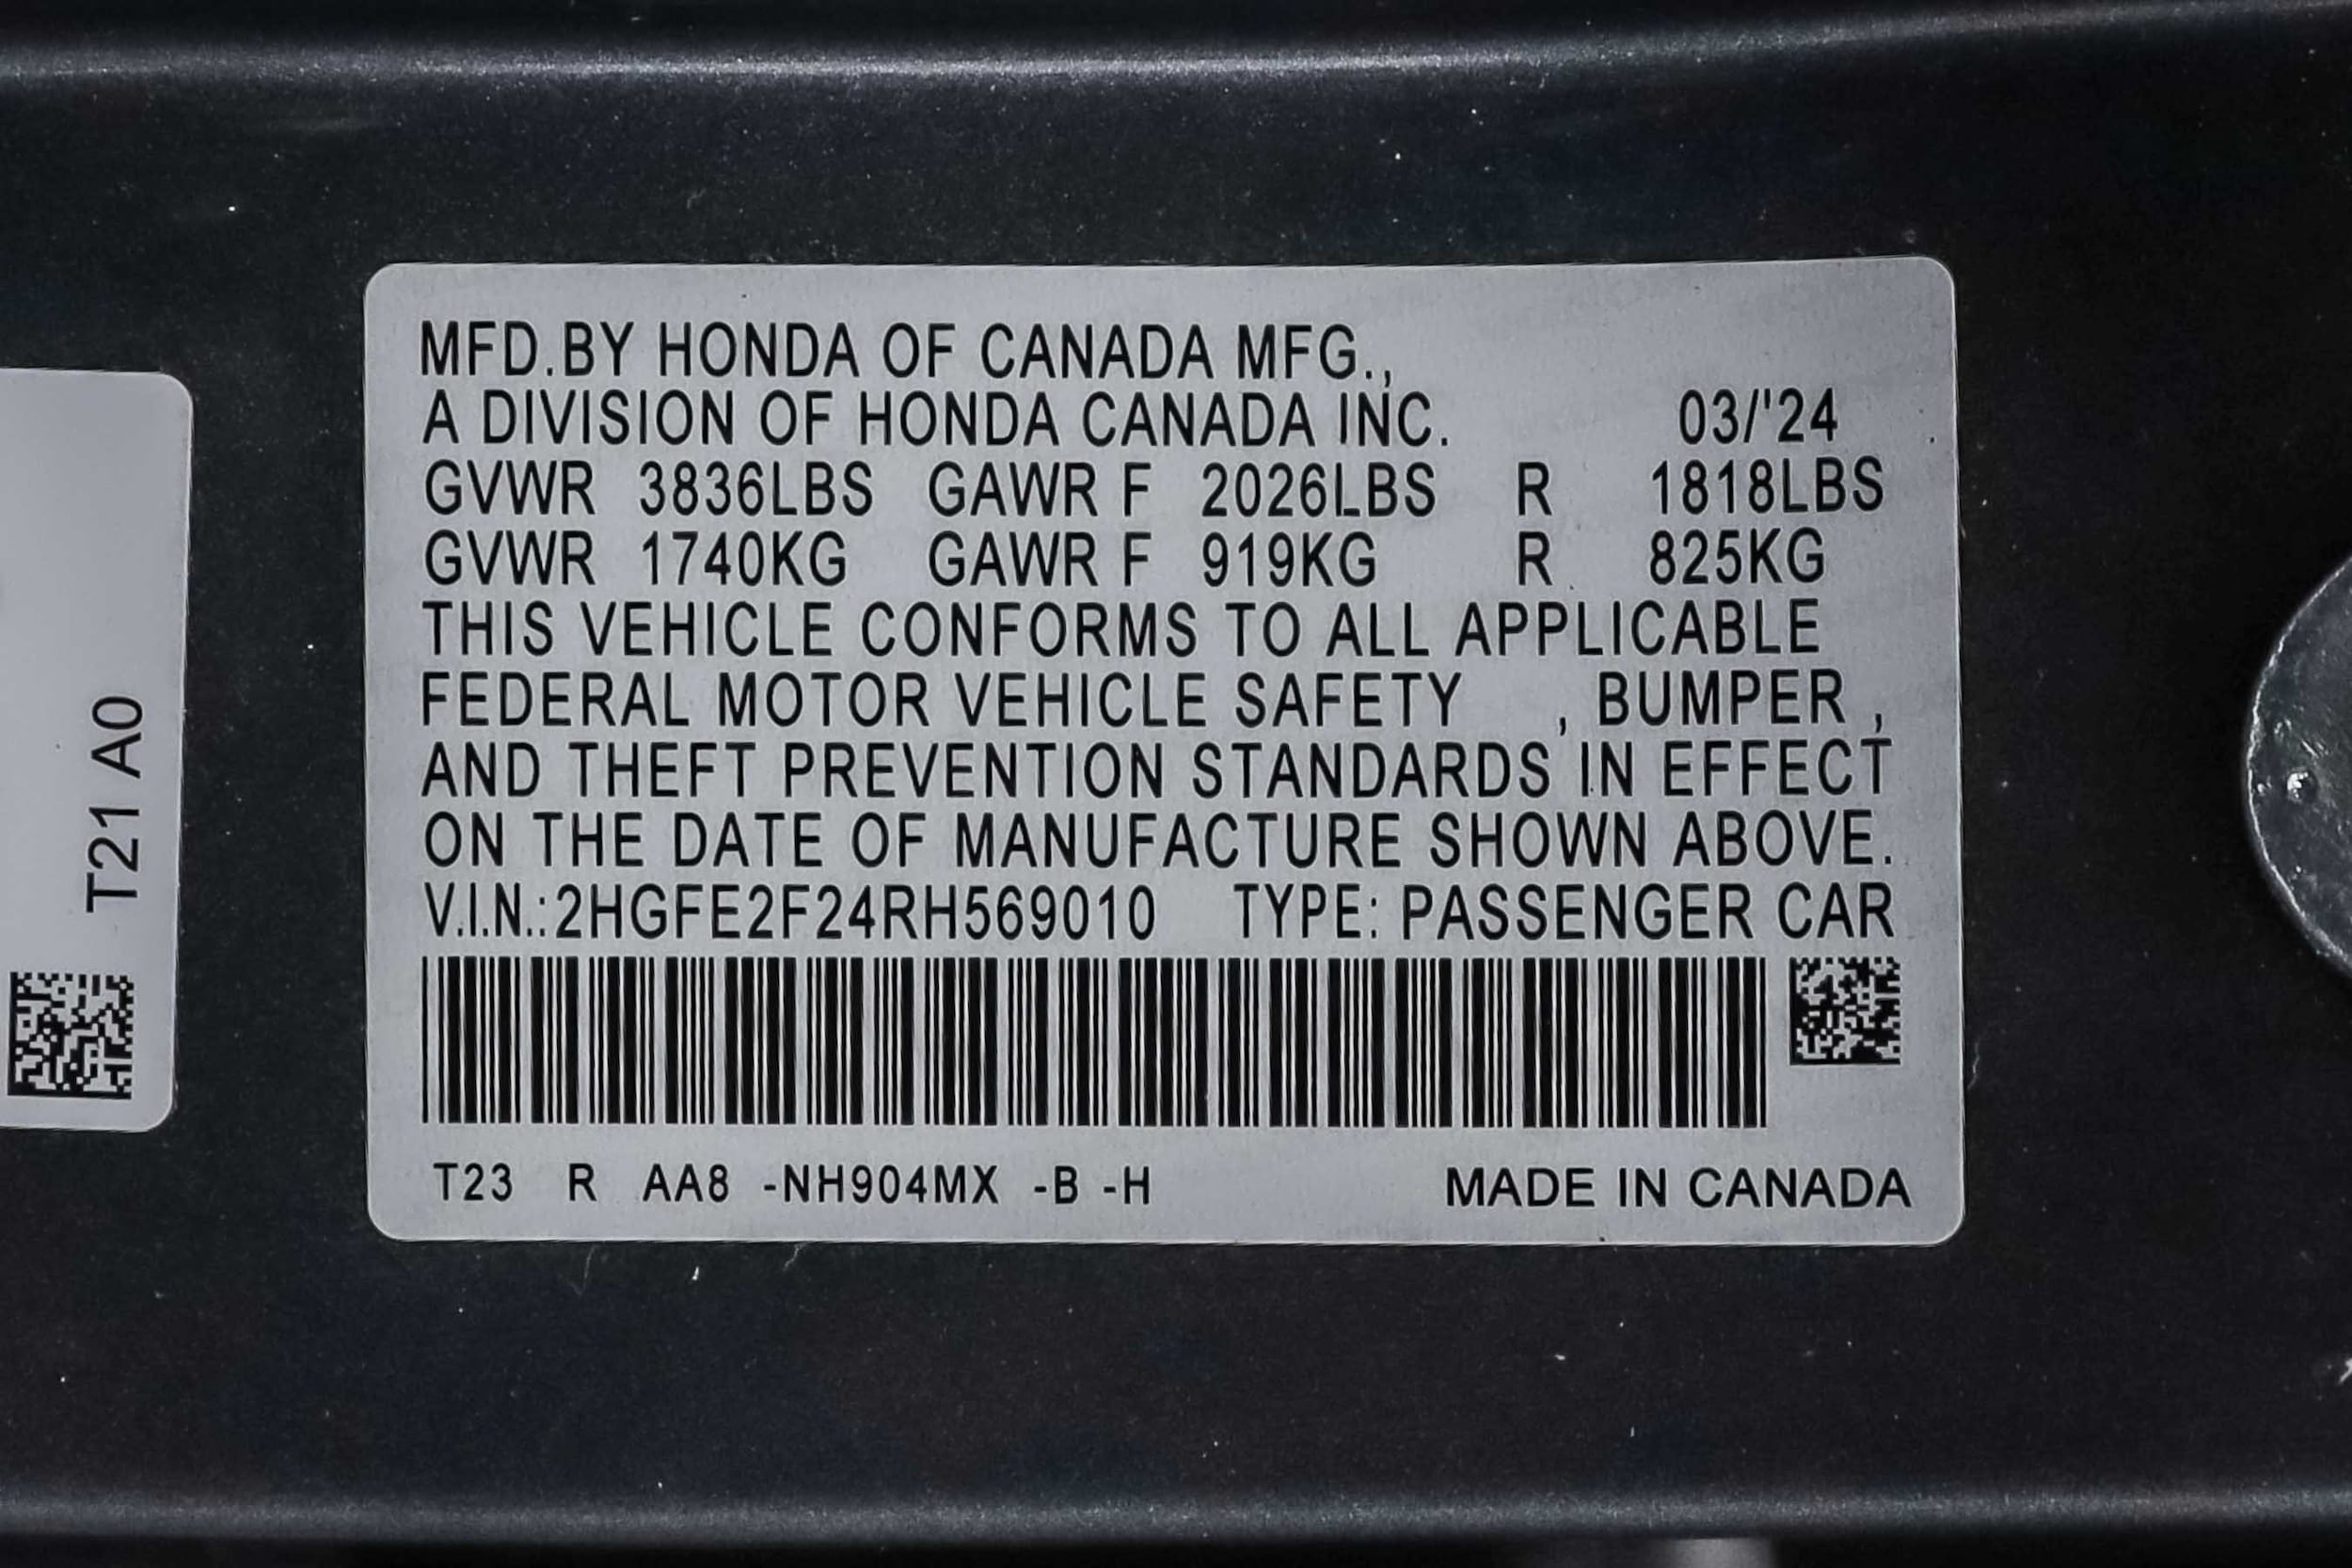 MFD.BY HONDA OF CANADA MFG.,
A DIVISION OF HONDA CANADA INC. 03/'24
GVWR 3836LBS GAWR F 2026LBS R 1818LBS
GVWR 1740KG GAWR F 919KG R 825KG
THIS VEHICLE CONFORMS TO ALL APPLICABLE
FEDERAL MOTOR VEHICLE SAFETY , BUMPER ,
AND THEFT PREVENTION STANDARDS IN EFFECT
ON THE DATE OF MANUFACTURE SHOWN ABOVE.
V.I.N.:2HGFE2F24RH569010 TYPE: PASSENGER CAR
T23 R AA8 -NH904MX -B -H MADE IN CANADA
T21 A0